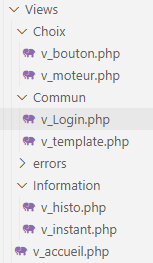 Views
Choix
v_bouton.php
v_moteur.php
Commun
v_Login.php
v_template.php
errors
Information
v_histo.php
v_instant.php
v_accueil.php